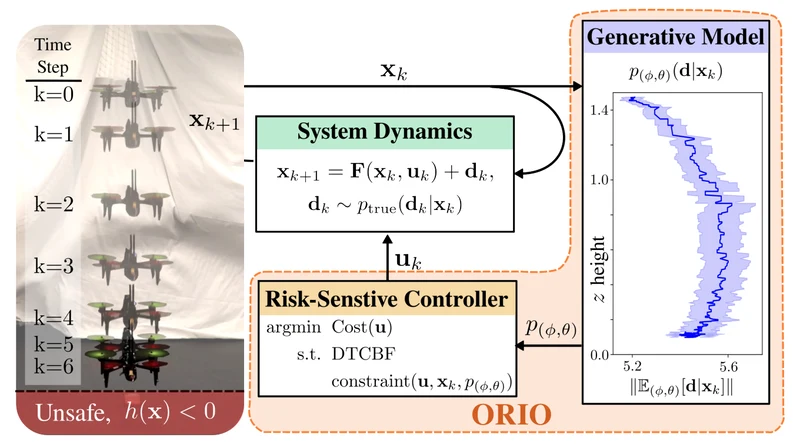 Time
Step
k=0
k=1
k=2
k=3
k=4
k=5
k=6
Unsafe, h(x) < 0
x_k
x_{k+1}
System Dynamics
x_{k+1} = F(x_k, u_k) + d_k,
d_k ∼ p_true(d_k|x_k)
u_k
Risk-Senstive Controller
argmin Cost(u)
s.t. DTCBF
constraint(u, x_k, p_{(ϕ,θ)})
p_{(ϕ,θ)}
ORIO
Generative Model
p_{(ϕ,θ)}(d|x_k)
1.4
1.0
z height
0.0
5.2 5.6
‖𝔼_{(ϕ,θ)}[d|x_k]‖